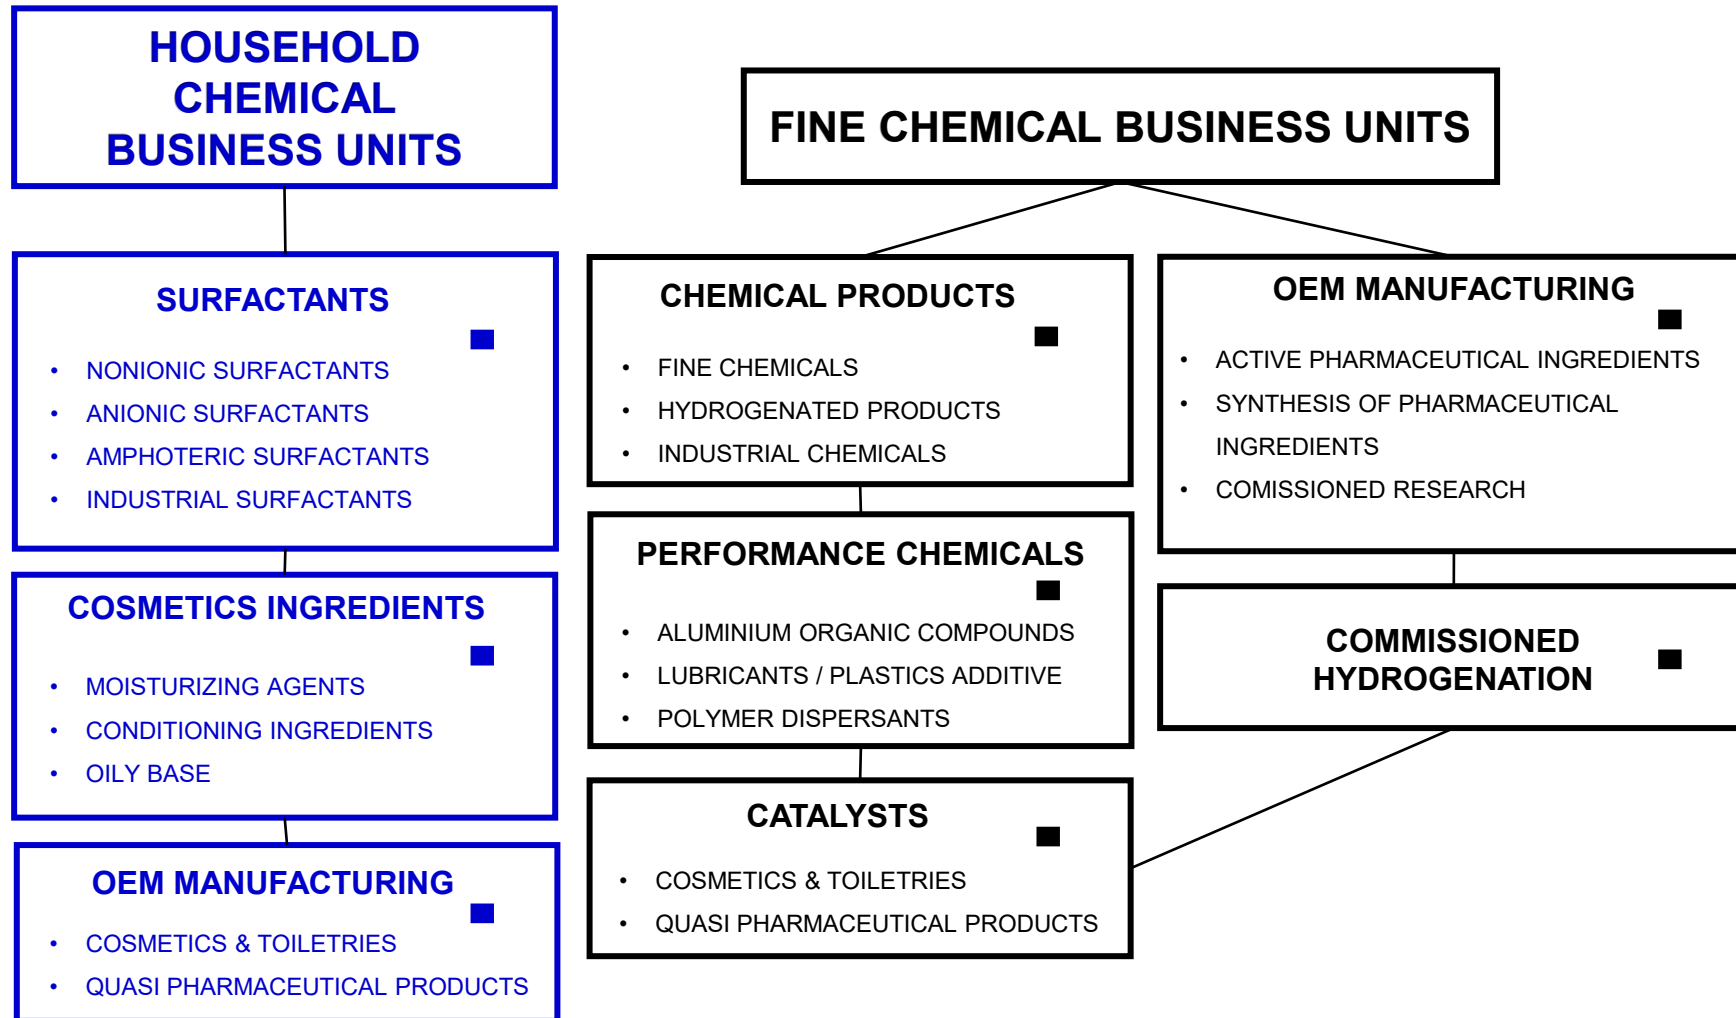 HOUSEHOLD
CHEMICAL
BUSINESS UNITS
SURFACTANTS
• NONIONIC SURFACTANTS
• ANIONIC SURFACTANTS
• AMPHOTERIC SURFACTANTS
• INDUSTRIAL SURFACTANTS
COSMETICS INGREDIENTS
• MOISTURIZING AGENTS
• CONDITIONING INGREDIENTS
• OILY BASE
OEM MANUFACTURING
• COSMETICS & TOILETRIES
• QUASI PHARMACEUTICAL PRODUCTS
FINE CHEMICAL BUSINESS UNITS
CHEMICAL PRODUCTS
• FINE CHEMICALS
• HYDROGENATED PRODUCTS
• INDUSTRIAL CHEMICALS
PERFORMANCE CHEMICALS
• ALUMINIUM ORGANIC COMPOUNDS
• LUBRICANTS / PLASTICS ADDITIVE
• POLYMER DISPERSANTS
CATALYSTS
• COSMETICS & TOILETRIES
• QUASI PHARMACEUTICAL PRODUCTS
OEM MANUFACTURING
• ACTIVE PHARMACEUTICAL INGREDIENTS
• SYNTHESIS OF PHARMACEUTICAL
INGREDIENTS
• COMISSIONED RESEARCH
COMMISSIONED
HYDROGENATION